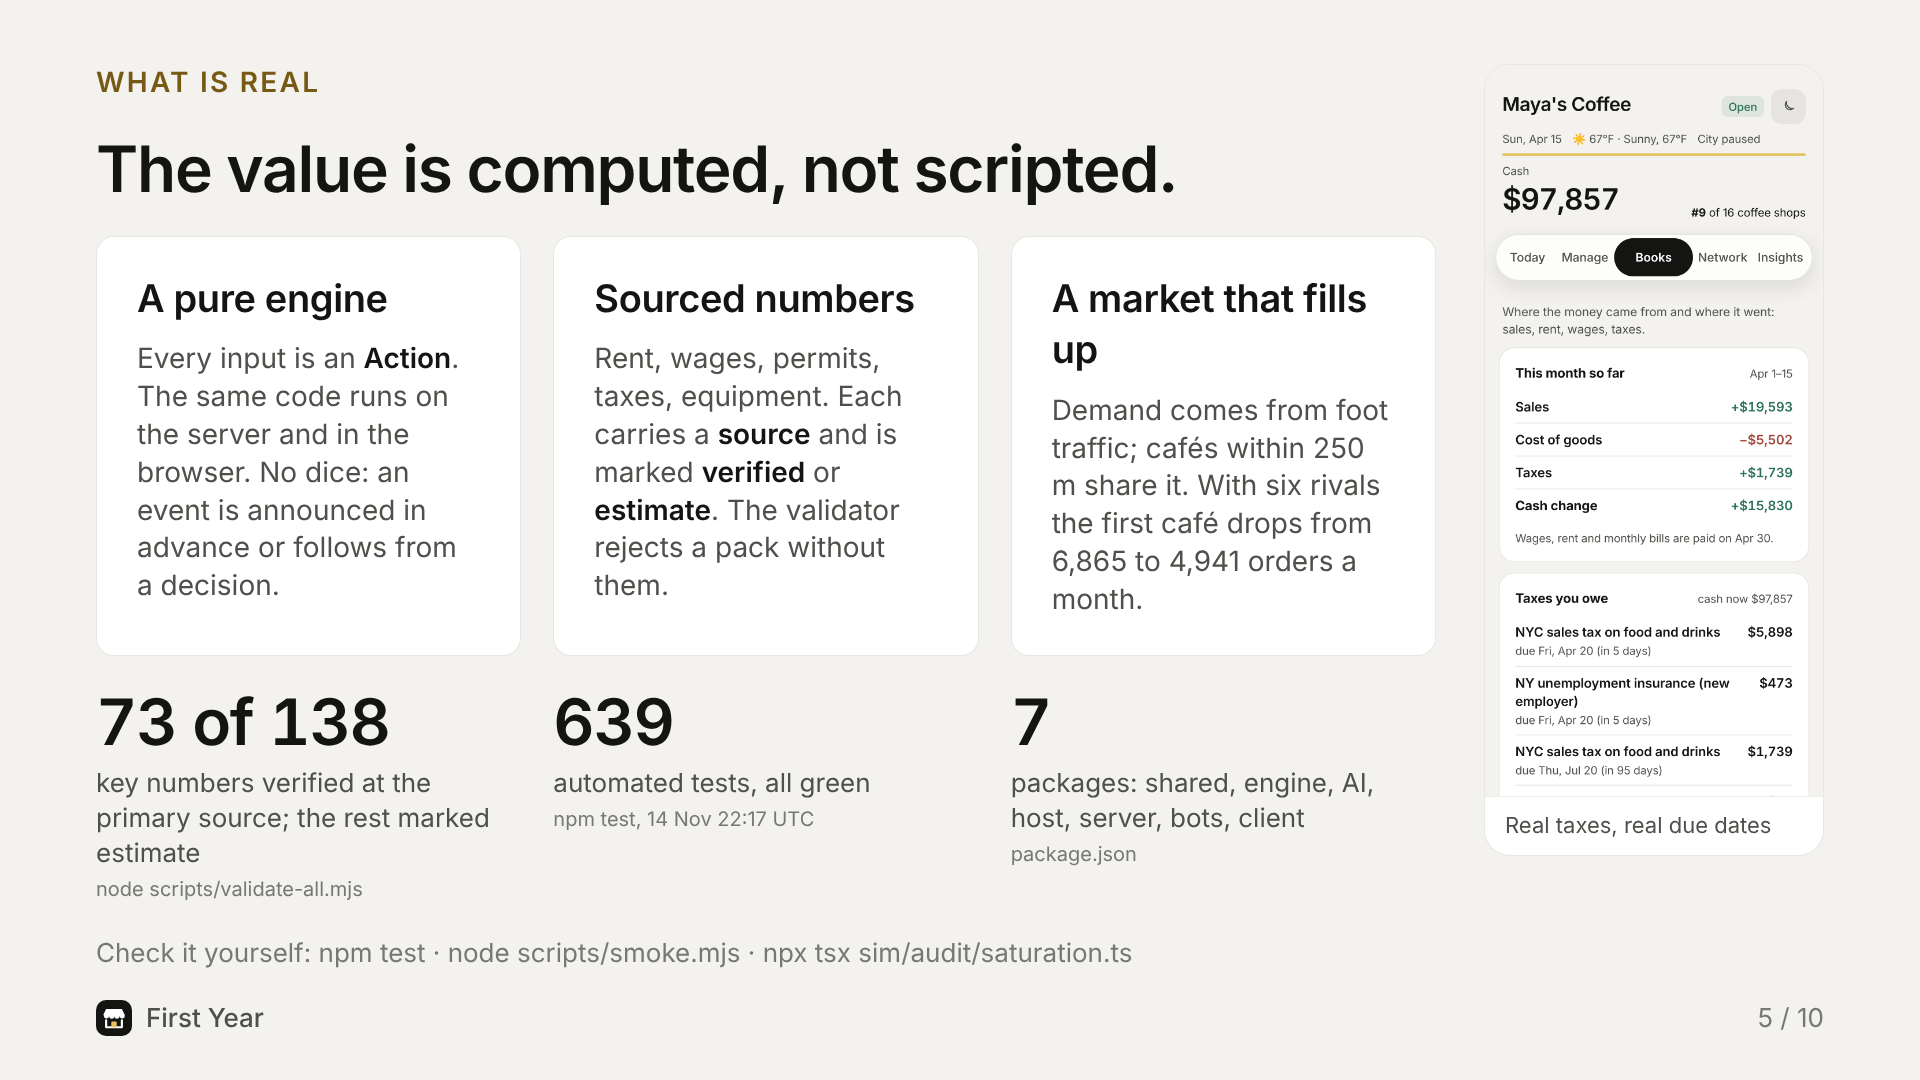 WHAT IS REAL
The value is computed, not scripted.
A pure engine
Every input is an Action.
The same code runs on
the server and in the
browser. No dice: an
event is announced in
advance or follows from
a decision.
Sourced numbers
Rent, wages, permits,
taxes, equipment. Each
carries a source and is
marked verified or
estimate. The validator
rejects a pack without
them.
A market that fills
up
Demand comes from foot
traffic; cafés within 250
m share it. With six rivals
the first café drops from
6,865 to 4,941 orders a
month.
73 of 138
key numbers verified at the
primary source; the rest marked
estimate
node scripts/validate-all.mjs
639
automated tests, all green
npm test, 14 Nov 22:17 UTC
7
packages: shared, engine, AI,
host, server, bots, client
package.json
Maya's Coffee
Open
Sun, Apr 15 ☀️ 67°F · Sunny, 67°F City paused
Cash
$97,857
#9 of 16 coffee shops
Today Manage Books Network Insights
Where the money came from and where it went:
sales, rent, wages, taxes.
This month so far Apr 1–15
Sales +$19,593
Cost of goods –$5,502
Taxes +$1,739
Cash change +$15,830
Wages, rent and monthly bills are paid on Apr 30.
Taxes you owe cash now $97,857
NYC sales tax on food and drinks $5,898
due Fri, Apr 20 (in 5 days)
NY unemployment insurance (new $473
employer)
due Fri, Apr 20 (in 5 days)
NYC sales tax on food and drinks $1,739
due Thu, Jul 20 (in 95 days)
Real taxes, real due dates
Check it yourself: npm test · node scripts/smoke.mjs · npx tsx sim/audit/saturation.ts
First Year
5 / 10